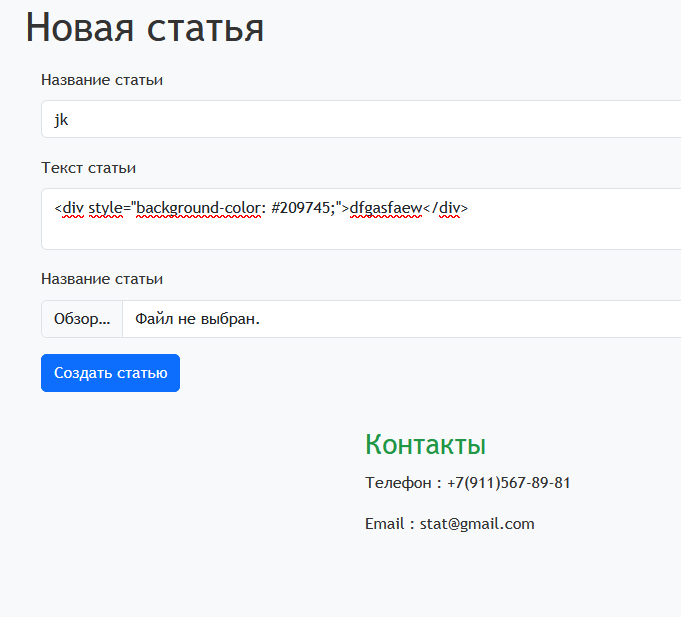 Новая статья
Название статьи
jk
Текст статьи
<div style="background-color: #209745;">dfgasfaew</div>
Название статьи
Обзор... Файл не выбран.
Создать статью
Контакты
Телефон : +7(911)567-89-81
Email : stat@gmail.com